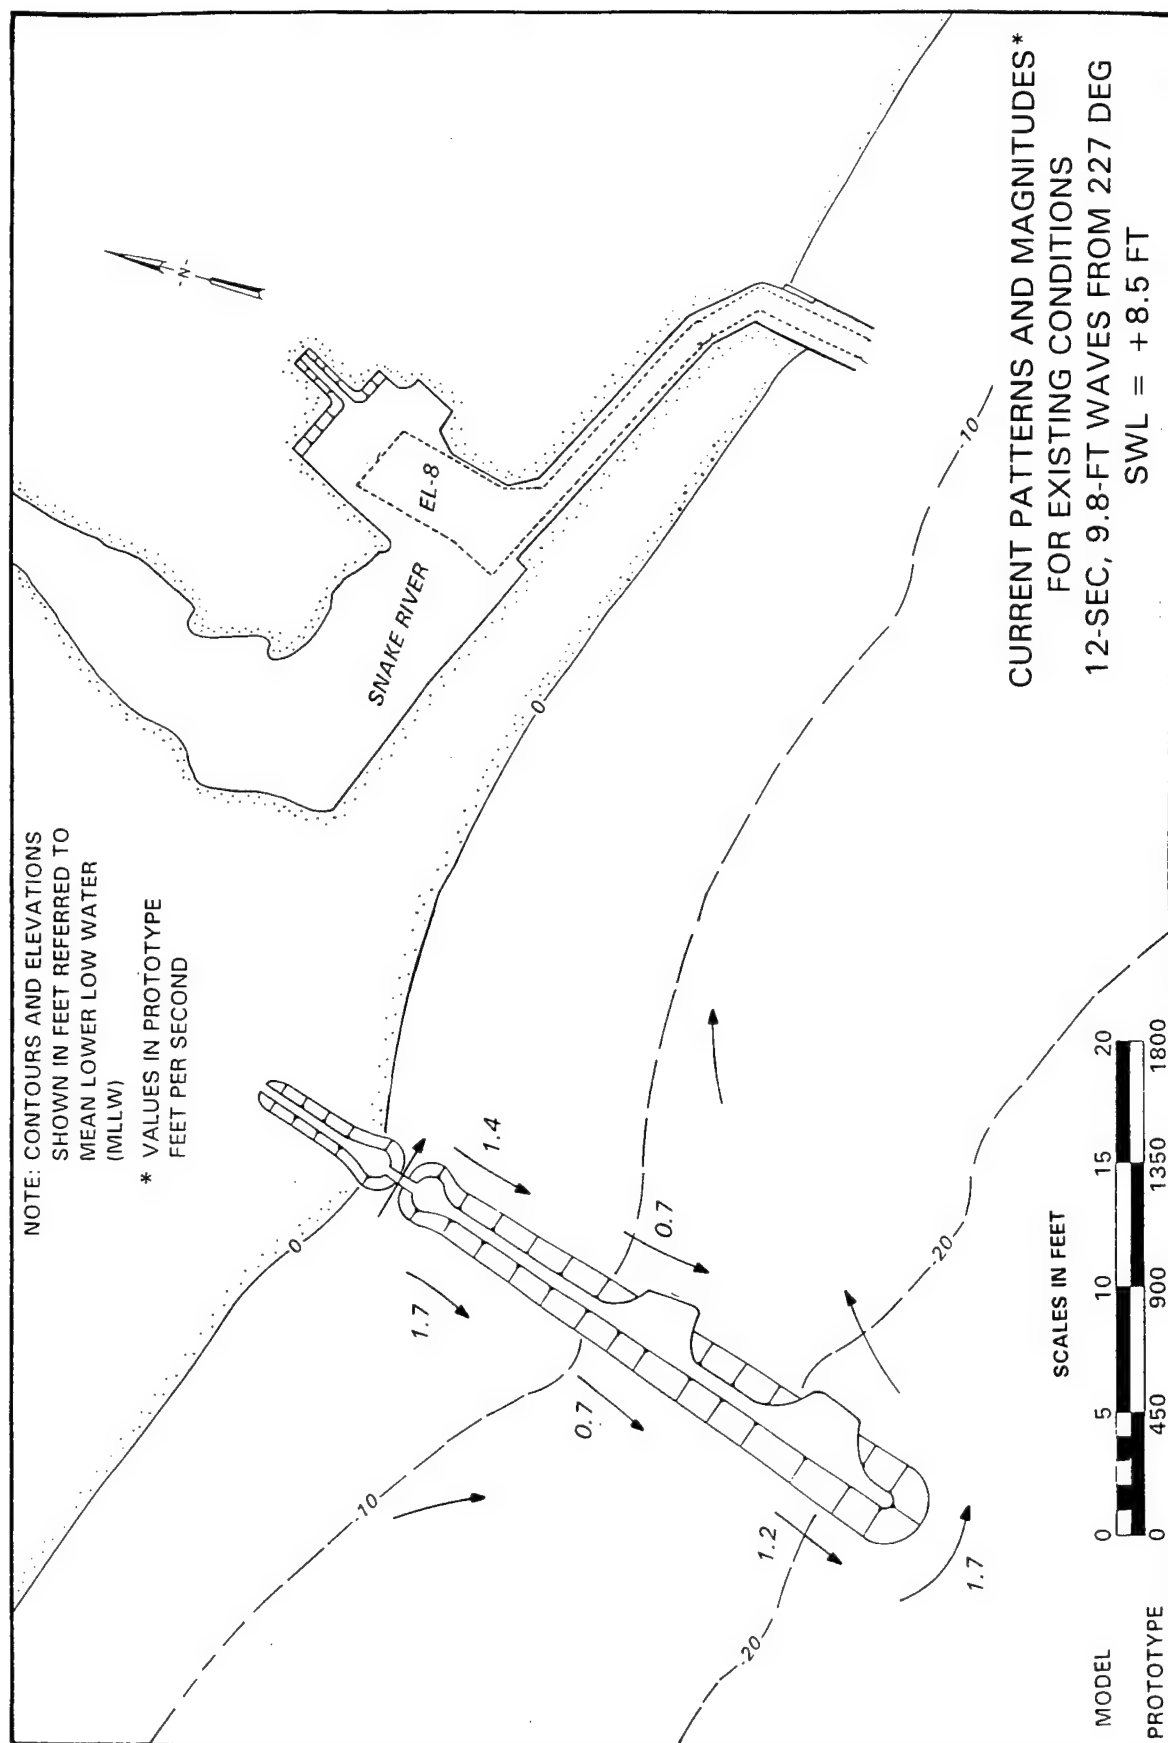 NOTE: CONTOURS AND ELEVATIONS
SHOWN IN FEET REFERRED TO
MEAN LOWER LOW WATER
(MLLW)
* VALUES IN PROTOTYPE
FEET PER SECOND
-N-
EL-8
SNAKE RIVER
0
0
-10
-10
-20
-20
1.7
1.4
0.7
0.7
1.2
1.7
CURRENT PATTERNS AND MAGNITUDES*
FOR EXISTING CONDITIONS
12-SEC, 9.8-FT WAVES FROM 227 DEG
SWL = +8.5 FT
SCALES IN FEET
MODEL 0 5 10 15 20
PROTOTYPE 0 450 900 1350 1800